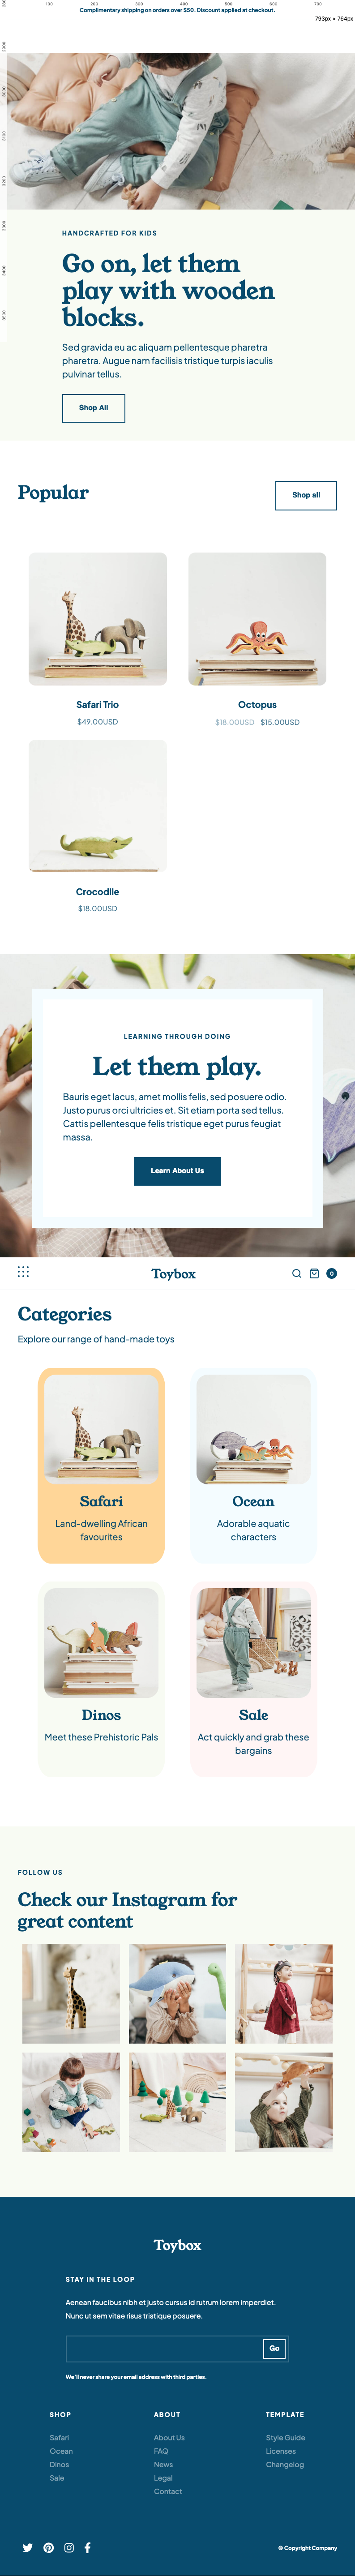 100 200 300 400 500 600 700
Complimentary shipping on orders over $50. Discount applied at checkout.
793px × 764px
2900
3000
3100
3200
3300
3400
3500
HANDCRAFTED FOR KIDS
Go on, let them
play with wooden
blocks.
Sed gravida eu ac aliquam pellentesque pharetra
pharetra. Augue nam facilisis tristique turpis iaculis
pulvinar tellus.
Shop All
Popular
Shop all
Safari Trio
$49.00USD
Octopus
$18.00USD $15.00USD
Crocodile
$18.00USD
LEARNING THROUGH DOING
Let them play.
Bauris eget lacus, amet mollis felis, sed posuere odio.
Justo purus orci ultricies et. Sit etiam porta sed tellus.
Cattis pellentesque felis tristique eget purus feugiat
massa.
Learn About Us
Toybox
0
Categories
Explore our range of hand-made toys
Safari
Land-dwelling African
favourites
Ocean
Adorable aquatic
characters
Dinos
Meet these Prehistoric Pals
Sale
Act quickly and grab these
bargains
FOLLOW US
Check our Instagram for
great content
Toybox
STAY IN THE LOOP
Aenean faucibus nibh et justo cursus id rutrum lorem imperdiet.
Nunc ut sem vitae risus tristique posuere.
Go
We'll never share your email address with third parties.
SHOP
Safari
Ocean
Dinos
Sale
ABOUT
About Us
FAQ
News
Legal
Contact
TEMPLATE
Style Guide
Licenses
Changelog
© Copyright Company